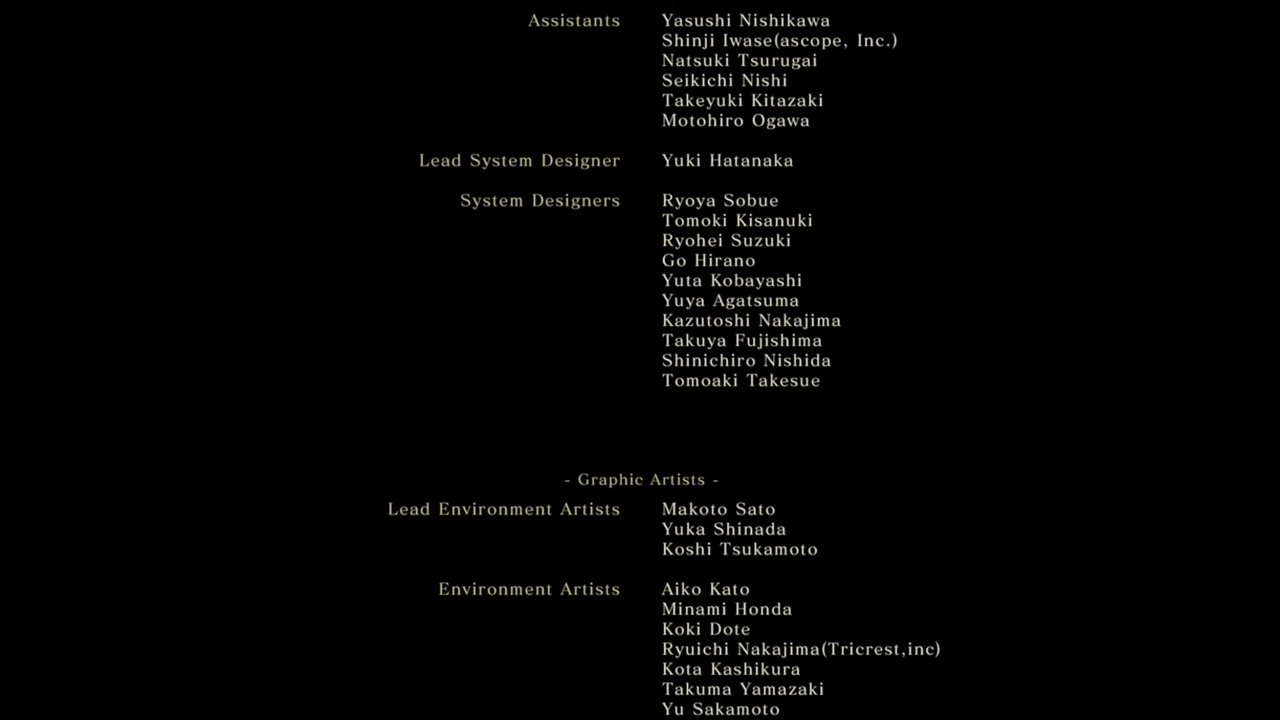 Assistants Yasushi Nishikawa
Shinji Iwase(ascope, Inc.)
Natsuki Tsurugai
Seikichi Nishi
Takeyuki Kitazaki
Motohiro Ogawa
Lead System Designer Yuki Hatanaka
System Designers Ryoya Sobue
Tomoki Kisanuki
Ryohei Suzuki
Go Hirano
Yuta Kobayashi
Yuya Agatsuma
Kazutoshi Nakajima
Takuya Fujishima
Shinichiro Nishida
Tomoaki Takesue
- Graphic Artists -
Lead Environment Artists Makoto Sato
Yuka Shinada
Koshi Tsukamoto
Environment Artists Aiko Kato
Minami Honda
Koki Dote
Ryuichi Nakajima(Tricrest,inc)
Kota Kashikura
Takuma Yamazaki
Yu Sakamoto